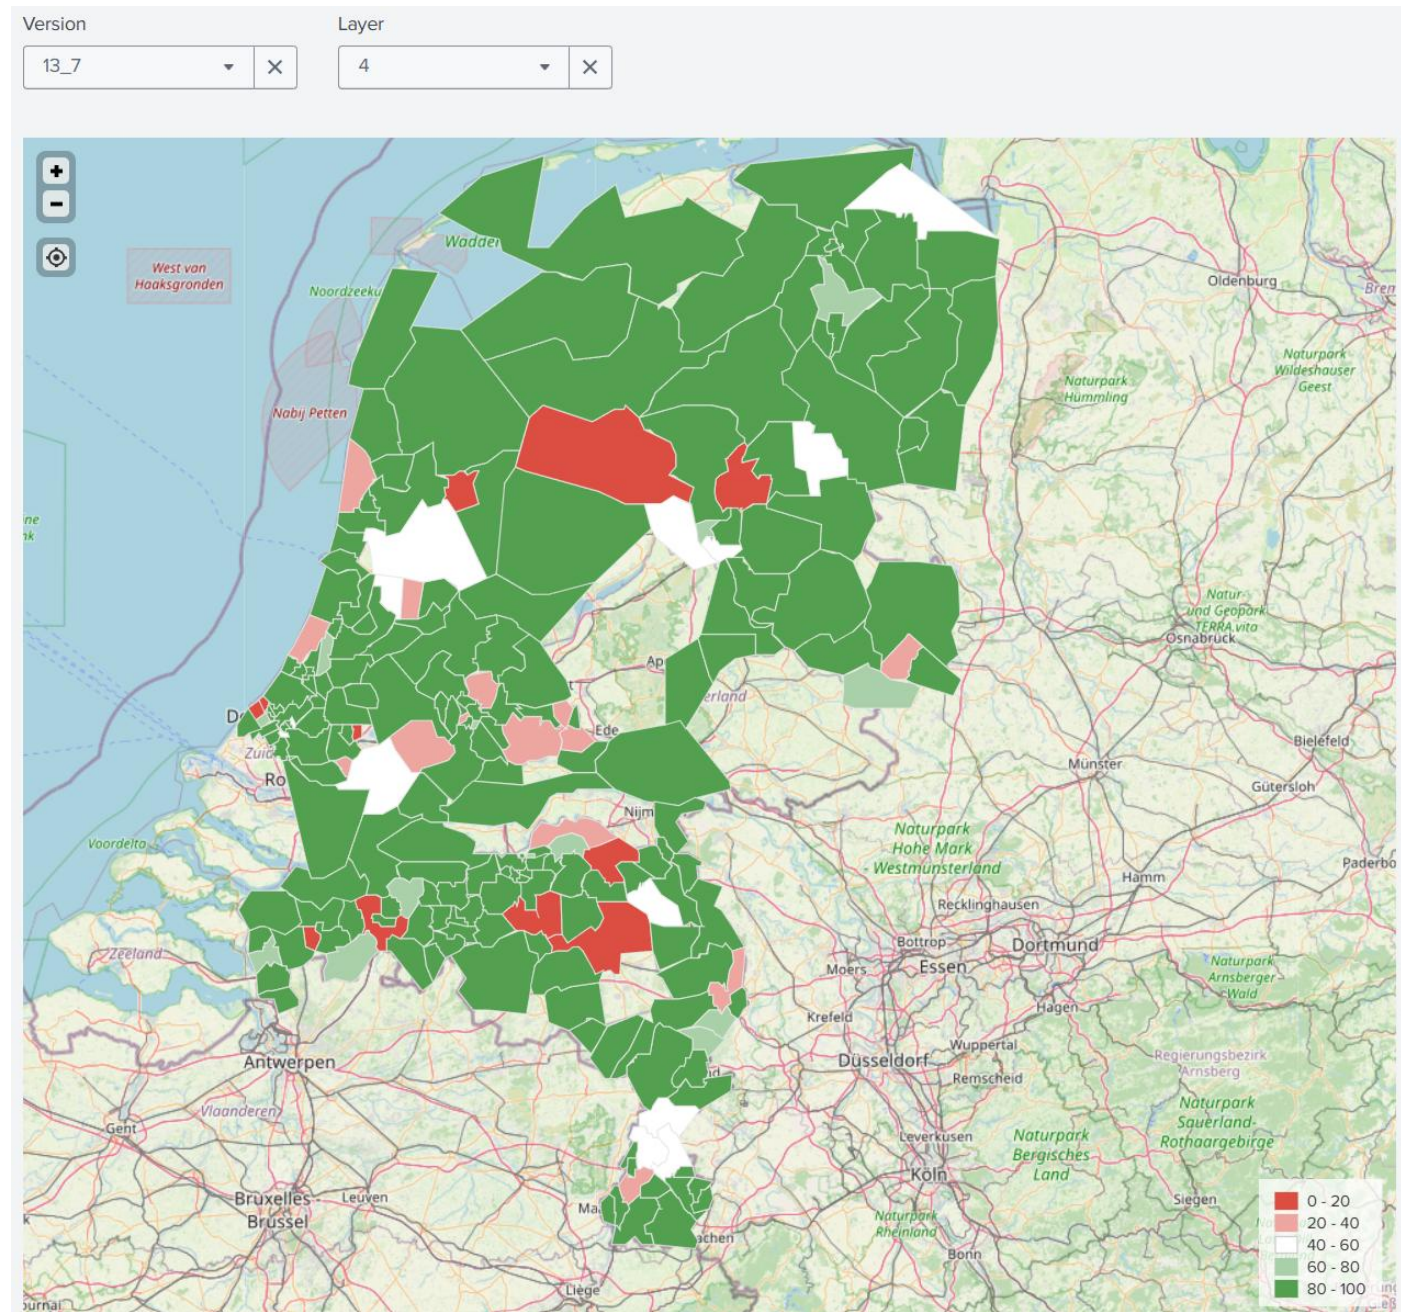 Version
Layer
13_7
4
+
-
West van
Haaksgronden
Wadden
Noordzeeku
Nabij Petten
Oldenburg
Naturpark
Wildeshauser
Geest
Naturpark
Hümmling
Natur-
und Geopark
TERRA.vita
Osnabrück
Ap
erland
Ede
Zuid
Ro
Bielefeld
Münster
Gütersloh
Nijm
Voordelta
Naturpark
Hohe Mark
- Westmünsterland
Paderbo
Hamm
Recklinghausen
Zeeland
Bottrop
Dortmund
Moers
Essen
Naturpark
Arnsberger-
Wald
Krefeld
Hagen
Antwerpen
Düsseldorf
Wuppertal
Regierungsbezirk
Arnsberg
Remscheid
Vlaanderen
Gent
Naturpark
Sauerland-
Rothaargebirge
Leverkusen
Naturpark
Bergisches
Land
Köln
Bruxelles -
Brussel
Leuven
Ma
Siegen
Naturpark
Rheinland
achen
Bonn
Liège
ournai
0 - 20
20 - 40
40 - 60
60 - 80
80 - 100